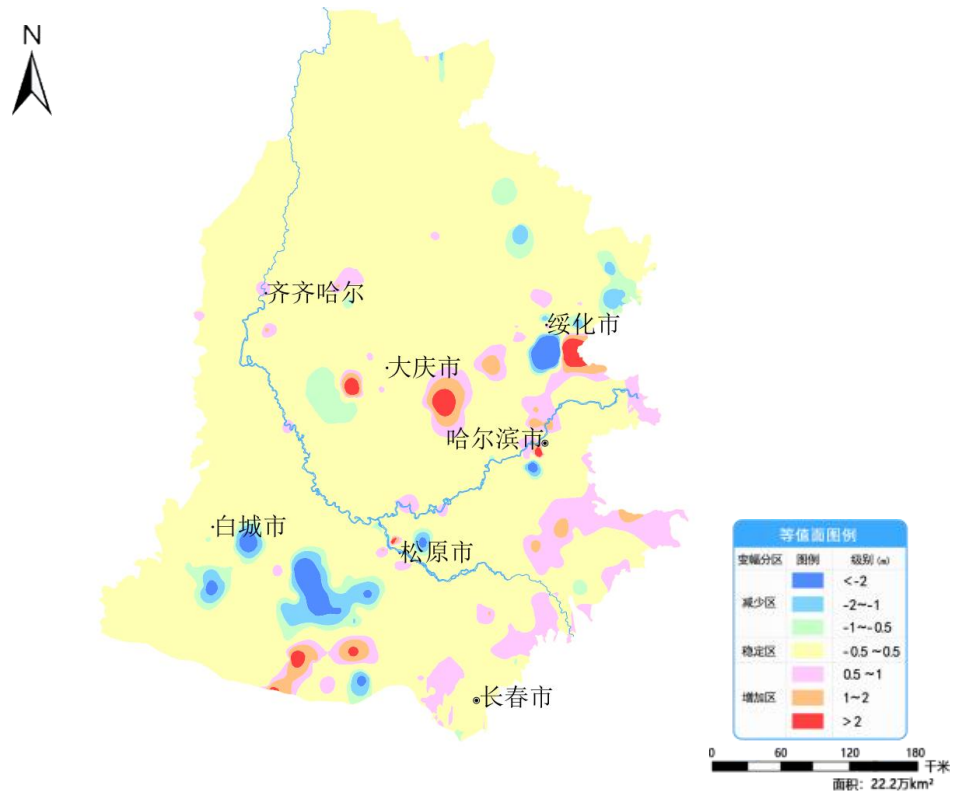 N
齐齐哈尔
绥化市
大庆市
哈尔滨市
白城市
松原市
长春市
等值面图例
变幅分区 图例 级别 (m)
<-2
减少区 -2~-1
-1~-0.5
稳定区 -0.5~0.5
0.5~1
增加区 1~2
>2
0 60 120 180
千米
面积：22.2万km²